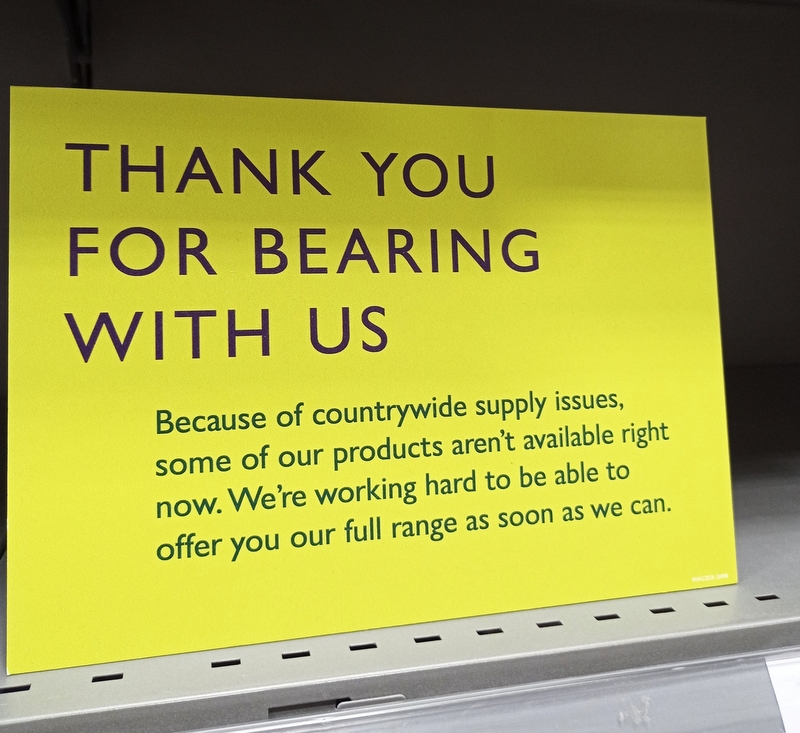 THANK YOU
FOR BEARING
WITH US
Because of countrywide supply issues,
some of our products aren't available right
now. We're working hard to be able to
offer you our full range as soon as we can.